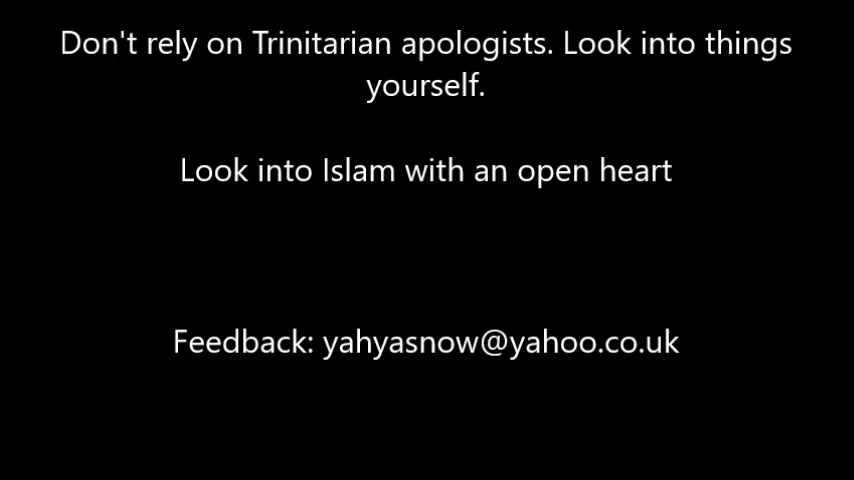 Don't rely on Trinitarian apologists. Look into things
yourself.
Look into Islam with an open heart
Feedback: yahyasnow@yahoo.co.uk